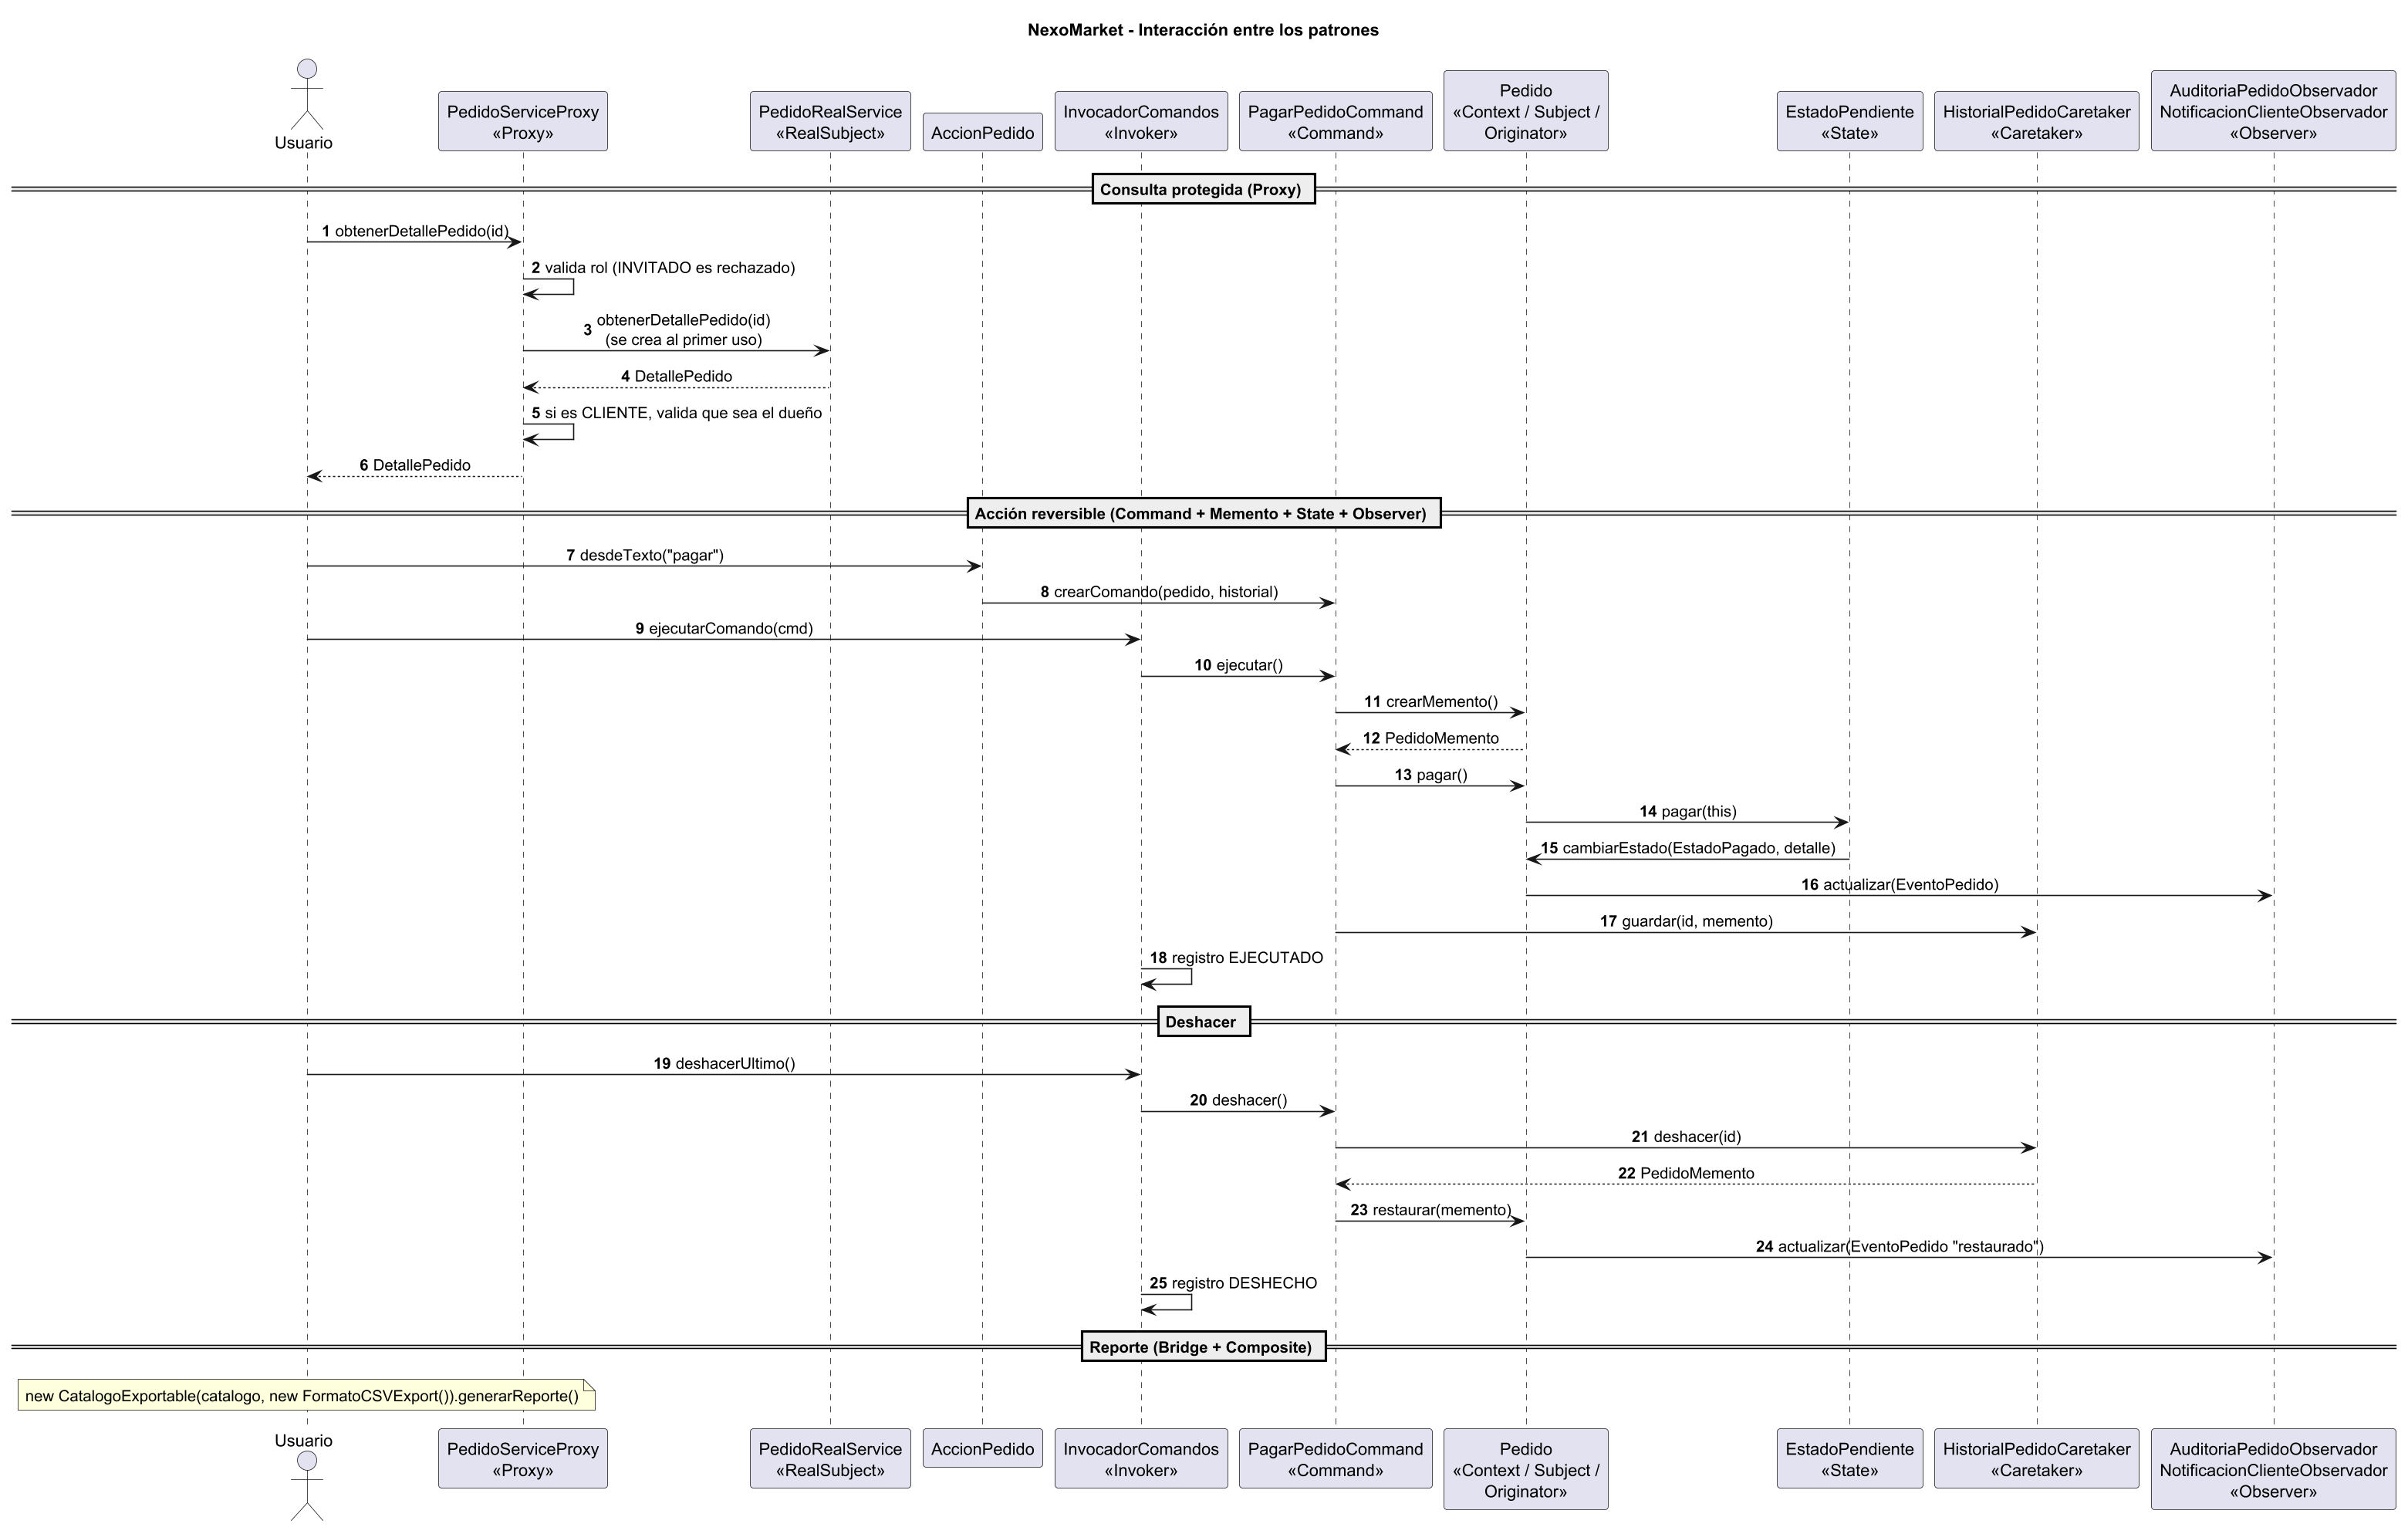 NexoMarket - Interacción entre los patrones
Usuario
PedidoServiceProxy
«Proxy»
PedidoRealService
«RealSubject»
AccionPedido
InvocadorComandos
«Invoker»
PagarPedidoCommand
«Command»
Pedido
«Context / Subject /
Originator»
EstadoPendiente
«State»
HistorialPedidoCaretaker
«Caretaker»
AuditoriaPedidoObservador
NotificacionClienteObservador
«Observer»
Consulta protegida (Proxy)
1 obtenerDetallePedido(id)
2 valida rol (INVITADO es rechazado)
3 obtenerDetallePedido(id)
(se crea al primer uso)
4 DetallePedido
5 si es CLIENTE, valida que sea el dueño
6 DetallePedido
Acción reversible (Command + Memento + State + Observer)
7 desdeTexto("pagar")
8 crearComando(pedido, historial)
9 ejecutarComando(cmd)
10 ejecutar()
11 crearMemento()
12 PedidoMemento
13 pagar()
14 pagar(this)
15 cambiarEstado(EstadoPagado, detalle)
16 actualizar(EventoPedido)
17 guardar(id, memento)
18 registro EJECUTADO
Deshacer
19 deshacerUltimo()
20 deshacer()
21 deshacer(id)
22 PedidoMemento
23 restaurar(memento)
24 actualizar(EventoPedido "restaurado")
25 registro DESHECHO
Reporte (Bridge + Composite)
new CatalogoExportable(catalogo, new FormatoCSVExport()).generarReporte()
Usuario
PedidoServiceProxy
«Proxy»
PedidoRealService
«RealSubject»
AccionPedido
InvocadorComandos
«Invoker»
PagarPedidoCommand
«Command»
Pedido
«Context / Subject /
Originator»
EstadoPendiente
«State»
HistorialPedidoCaretaker
«Caretaker»
AuditoriaPedidoObservador
NotificacionClienteObservador
«Observer»